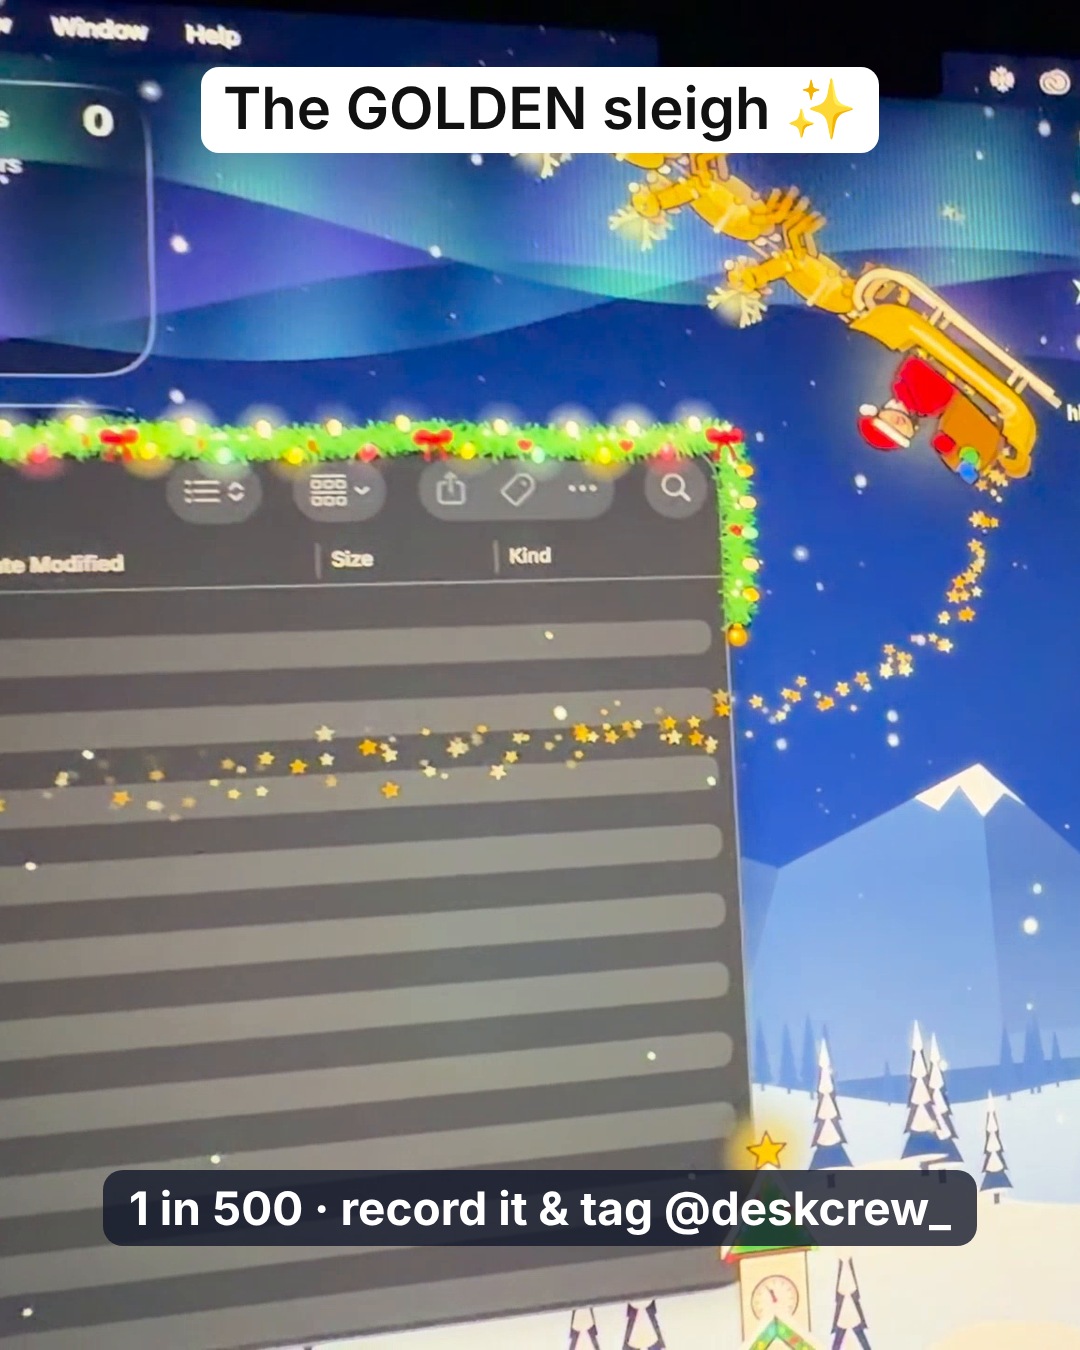 Window Help
The GOLDEN sleigh ✨
0
Size
Kind
1 in 500 · record it & tag @deskcrew_